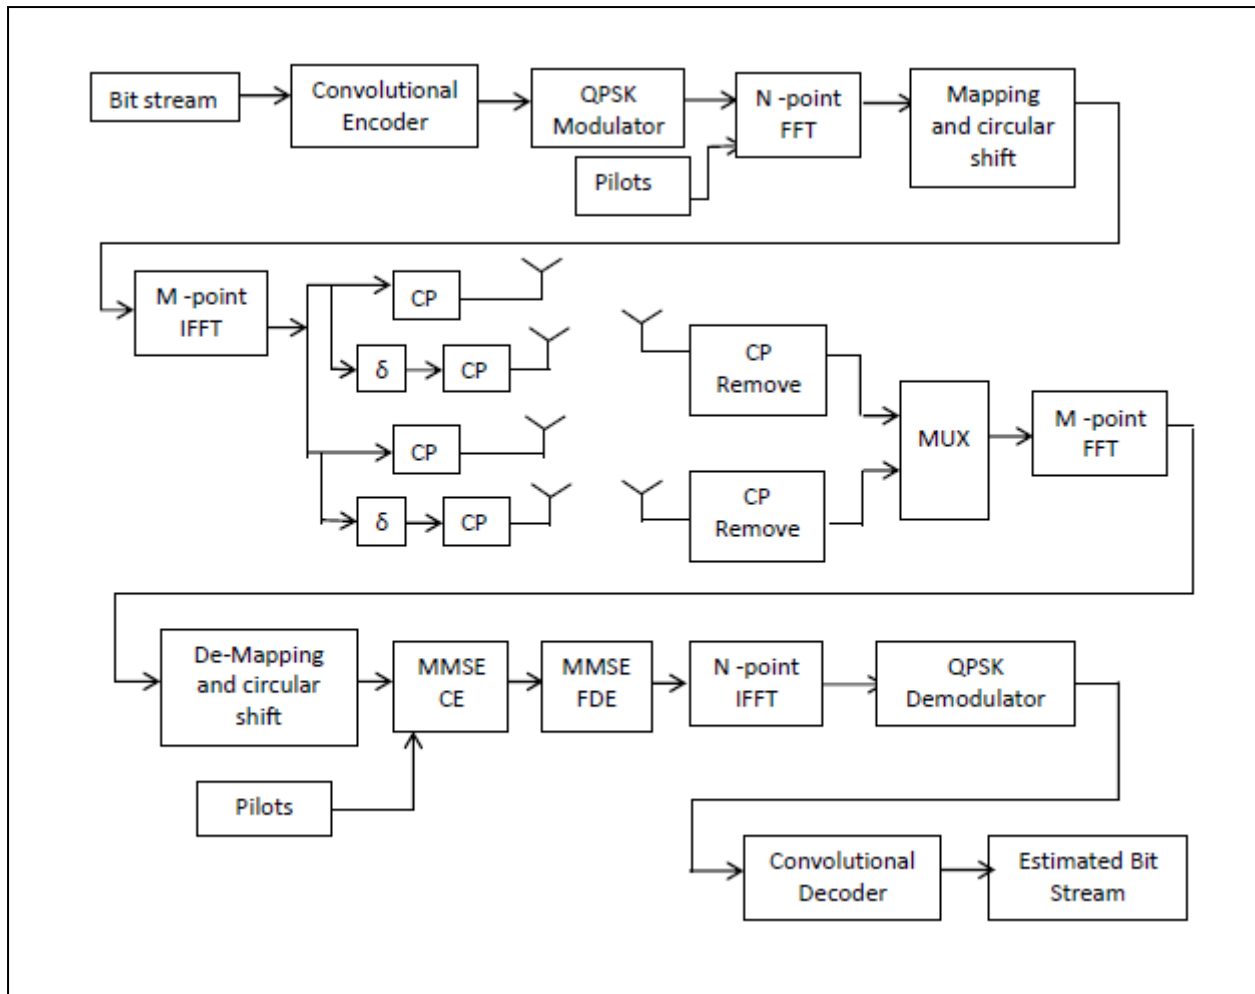 Bit stream
Convolutional
Encoder
QPSK
Modulator
N -point
FFT
Mapping
and circular
shift
Pilots
M -point
IFFT
CP
δ
CP
CP
δ
CP
CP
Remove
CP
Remove
MUX
M -point
FFT
De-Mapping
and circular
shift
MMSE
CE
MMSE
FDE
N -point
IFFT
QPSK
Demodulator
Pilots
Convolutional
Decoder
Estimated Bit
Stream